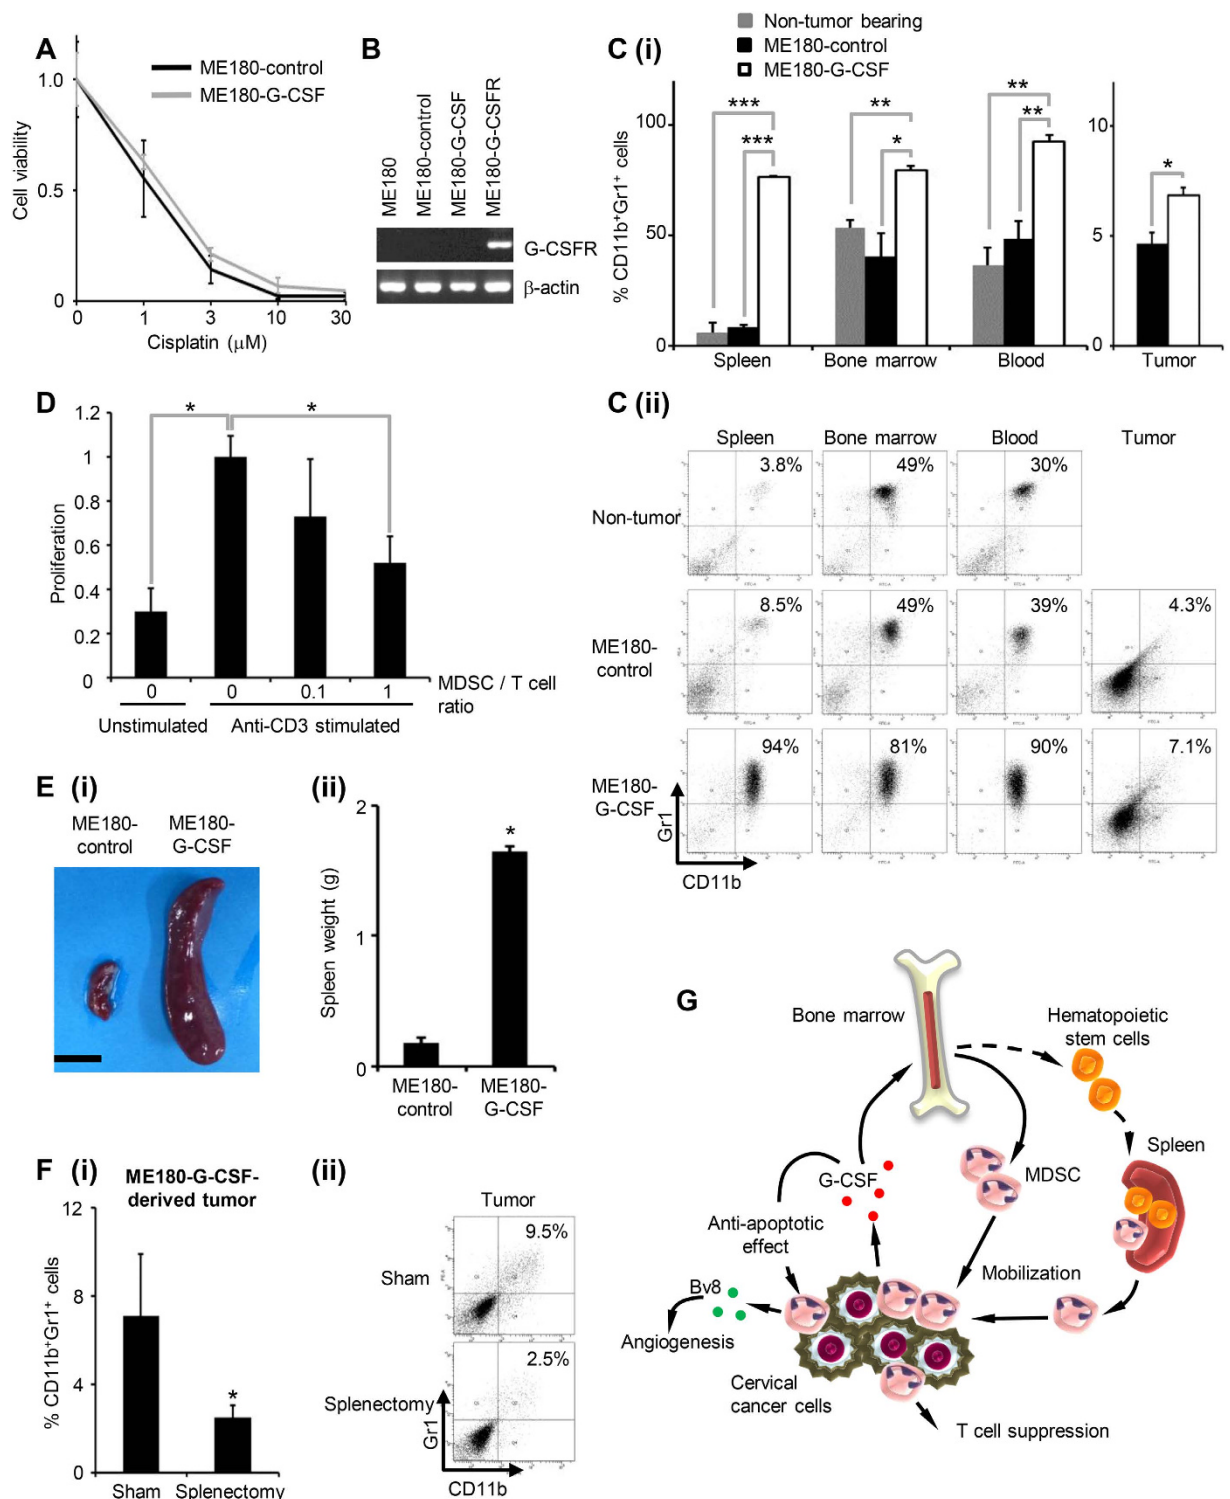 A
ME180-control
ME180-G-CSF
Cell viability
1.0
0.5
0
0 1 3 10 30
Cisplatin (μM)
B
ME180
ME180-control
ME180-G-CSF
ME180-G-CSFR
G-CSFR
β-actin
C (i)
Non-tumor bearing
ME180-control
ME180-G-CSF
% CD11b+Gr1+ cells
100
50
0
*** ***
** *
** **
10
5
0
*
Spleen Bone marrow Blood Tumor
D
Proliferation
1.2
1
0.8
0.6
0.4
0.2
0
* *
0 0 0.1 1
MDSC / T cell
ratio
Unstimulated Anti-CD3 stimulated
C (ii)
Spleen Bone marrow Blood Tumor
Non-tumor
3.8% 49% 30%
ME180-
control
8.5% 49% 39% 4.3%
ME180-
G-CSF
94% 81% 90% 7.1%
Gr1
CD11b
E (i)
ME180-
control
ME180-
G-CSF
(ii)
Spleen weight (g)
2
1
0
*
ME180-
control
ME180-
G-CSF
F (i)
ME180-G-CSF-
derived tumor
% CD11b+Gr1+ cells
12
8
4
0
*
Sham Splenectomy
(ii)
Tumor
Sham
9.5%
Splenectomy
2.5%
Gr1
CD11b
G
Bone marrow
Hematopoietic
stem cells
Spleen
G-CSF
MDSC
Anti-apoptotic
effect
Mobilization
Bv8
Angiogenesis
Cervical
cancer cells
T cell suppression